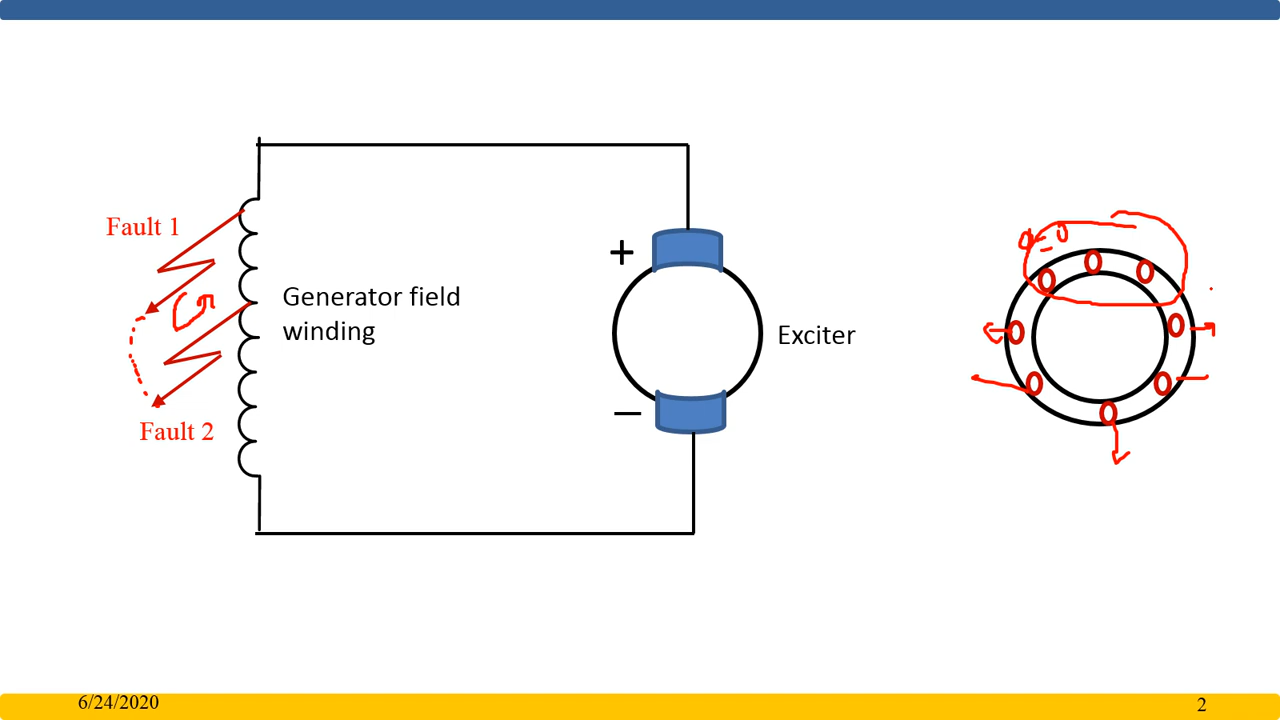 Fault 1
Fault 2
Generator field
winding
+
Exciter
−
6/24/2020
2